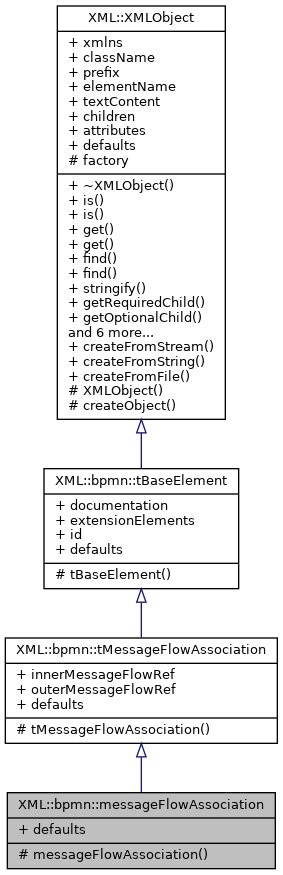 XML::XMLObject
+ xmlns
+ className
+ prefix
+ elementName
+ textContent
+ children
+ attributes
+ defaults
# factory
+ ~XMLObject()
+ is()
+ is()
+ get()
+ get()
+ find()
+ find()
+ stringify()
+ getRequiredChild()
+ getOptionalChild()
and 6 more...
+ createFromStream()
+ createFromString()
+ createFromFile()
# XMLObject()
# createObject()
XML::bpmn::tBaseElement
+ documentation
+ extensionElements
+ id
+ defaults
# tBaseElement()
XML::bpmn::tMessageFlowAssociation
+ innerMessageFlowRef
+ outerMessageFlowRef
+ defaults
# tMessageFlowAssociation()
XML::bpmn::messageFlowAssociation
+ defaults
# messageFlowAssociation()